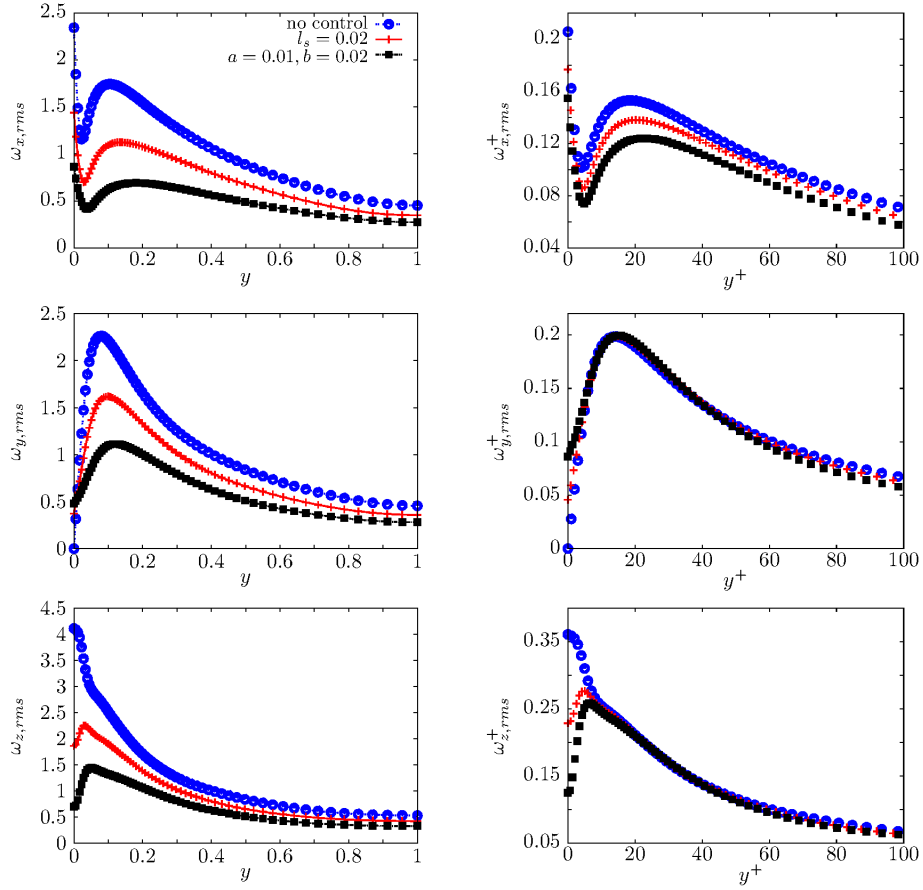 no control
l_s = 0.02
a = 0.01, b = 0.02
ω_{x,rms}
2.5
2
1.5
1
0.5
0
0 0.2 0.4 0.6 0.8 1
y
ω^+_{x,rms}
0.2
0.16
0.12
0.08
0.04
0 20 40 60 80 100
y^+
ω_{y,rms}
2.5
2
1.5
1
0.5
0
0 0.2 0.4 0.6 0.8 1
y
ω^+_{y,rms}
0.2
0.15
0.1
0.05
0
0 20 40 60 80 100
y^+
ω_{z,rms}
4.5
4
3.5
3
2.5
2
1.5
1
0.5
0
0 0.2 0.4 0.6 0.8 1
y
ω^+_{z,rms}
0.35
0.25
0.15
0.05
0 20 40 60 80 100
y^+